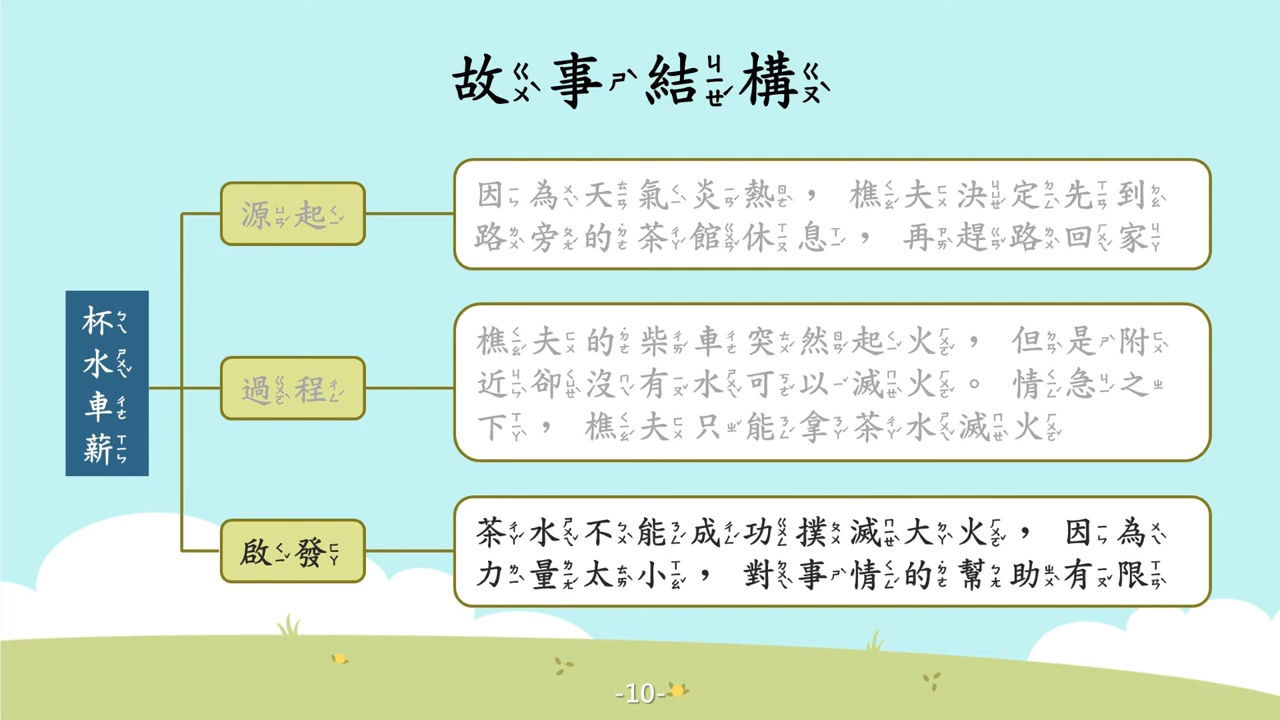 故事結構
杯水車薪
源起
因為天氣炎熱，樵夫決定先到
路旁的茶館休息，再趕路回家
過程
樵夫的柴車突然起火，但是附
近卻沒有水可以滅火。情急之
下，樵夫只能拿茶水滅火
啟發
茶水不能成功撲滅大火，因為
力量太小，對事情的幫助有限
-10-